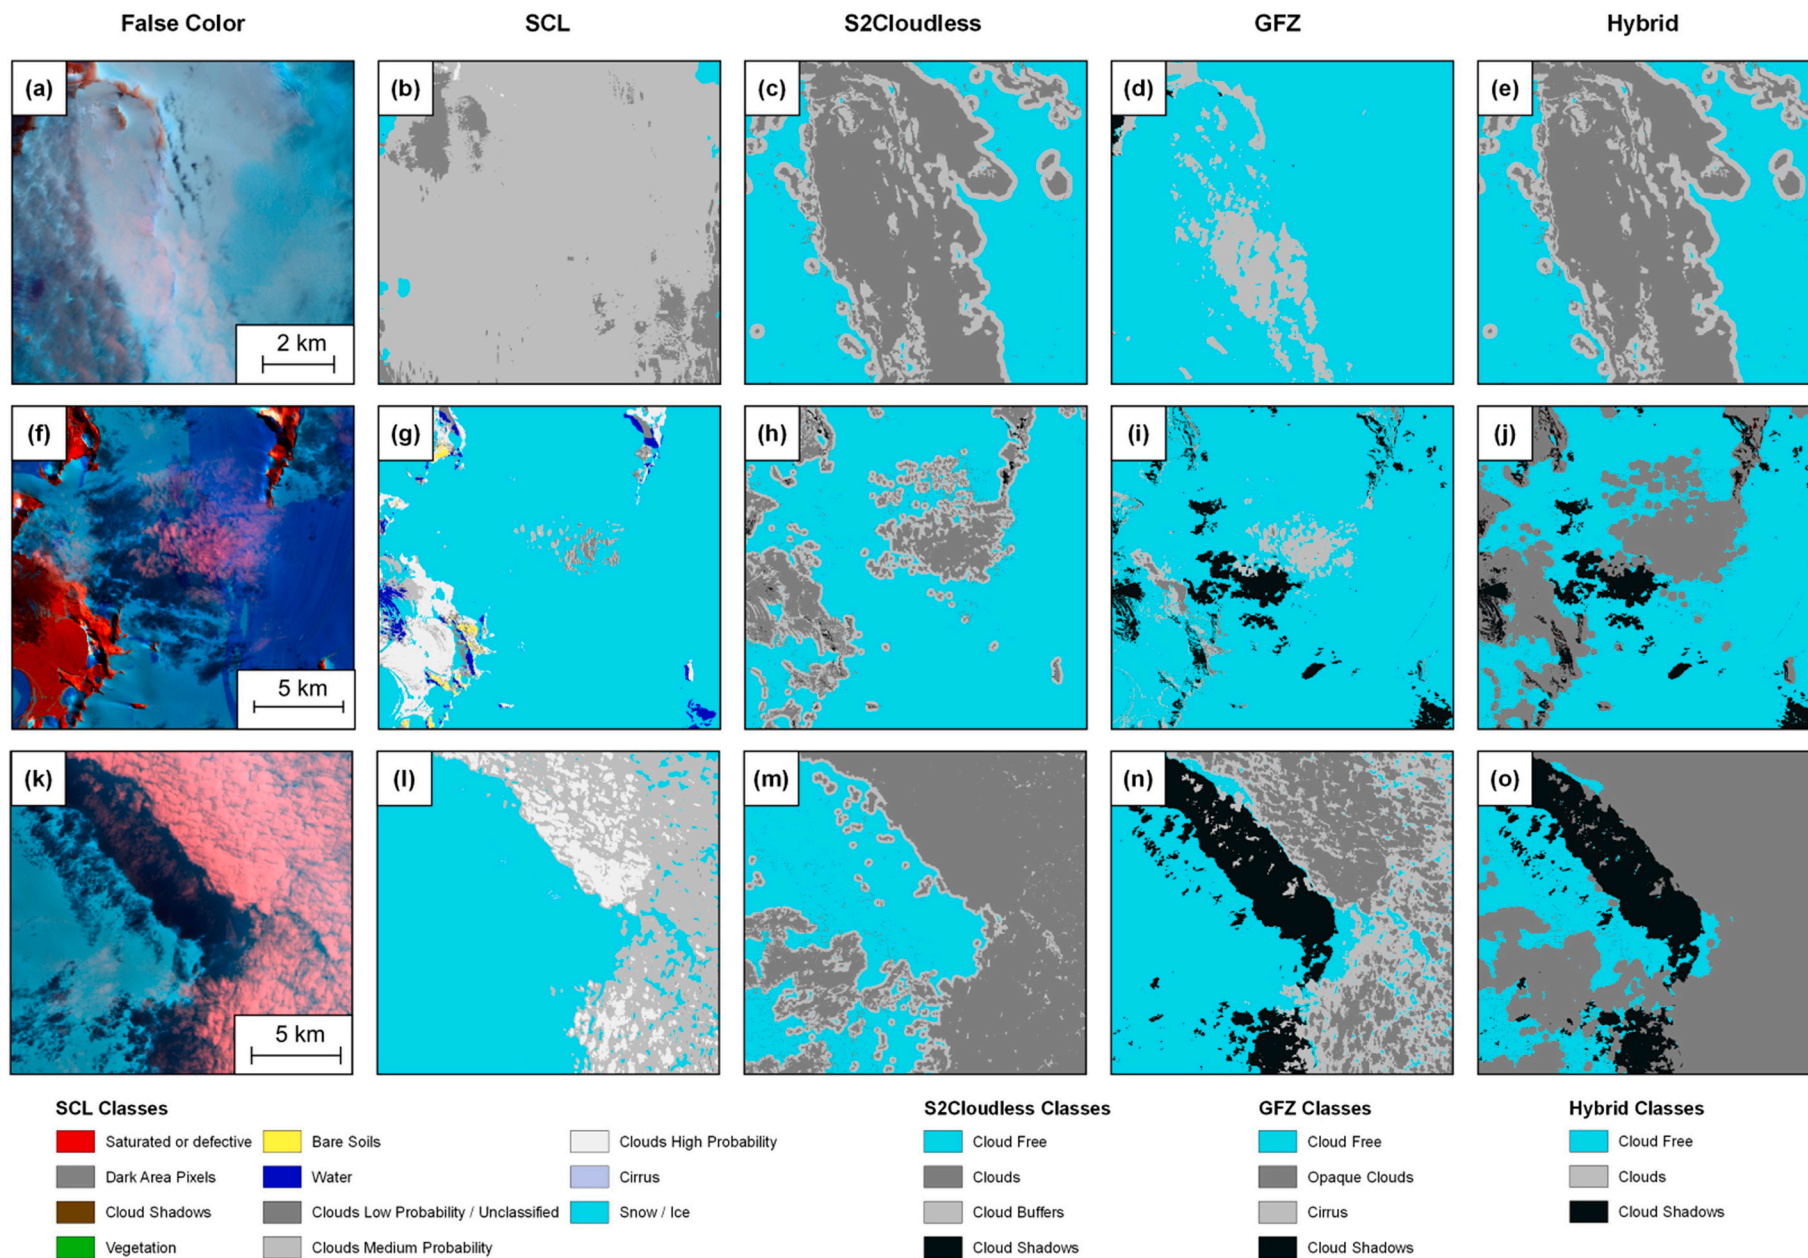 False Color SCL S2Cloudless GFZ Hybrid
(a) (b) (c) (d) (e)
2 km
(f) (g) (h) (i) (j)
5 km
(k) (l) (m) (n) (o)
5 km
SCL Classes S2Cloudless Classes GFZ Classes Hybrid Classes
Saturated or defective Bare Soils Clouds High Probability Cloud Free Cloud Free Cloud Free
Dark Area Pixels Water Cirrus Clouds Opaque Clouds Clouds
Cloud Shadows Clouds Low Probability / Unclassified Snow / Ice Cloud Buffers Cirrus Cloud Shadows
Vegetation Clouds Medium Probability Cloud Shadows Cloud Shadows